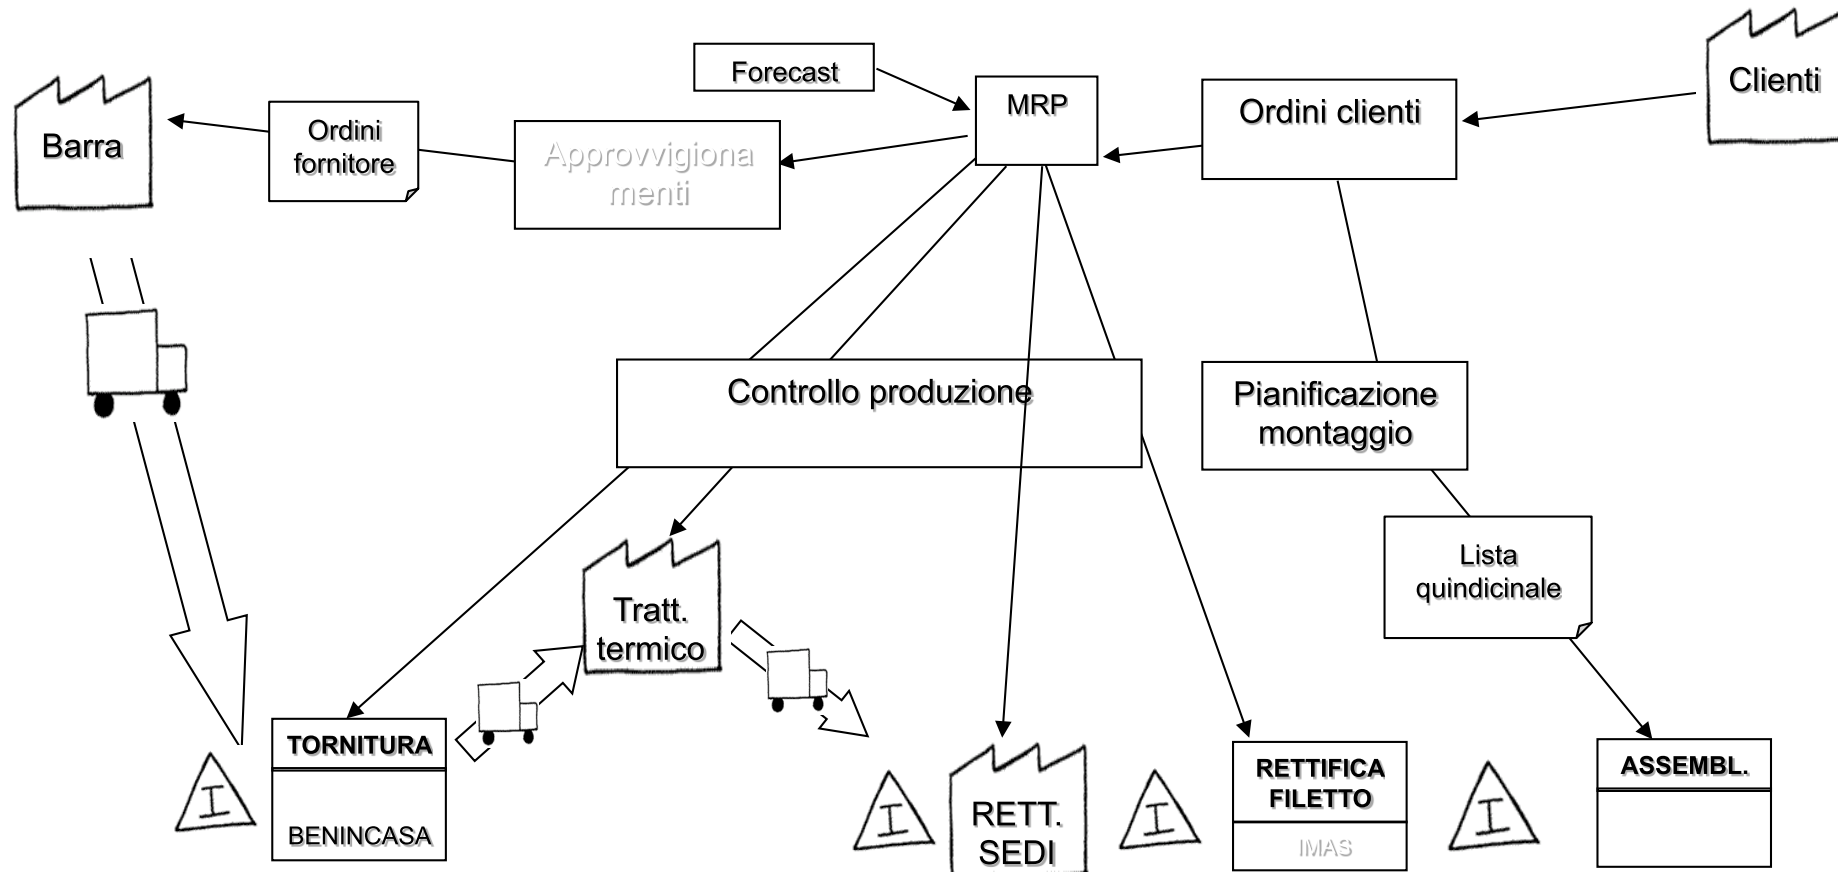 Forecast
MRP
Ordini clienti
Clienti
Barra
Ordini
fornitore
Approvvigiona
menti
Controllo produzione
Pianificazione
montaggio
Lista
quindicinale
Tratt.
termico
TORNITURA
BENINCASA
I
I
RETT.
SEDI
I
RETTIFICA
FILETTO
IMAS
I
ASSEMBL.